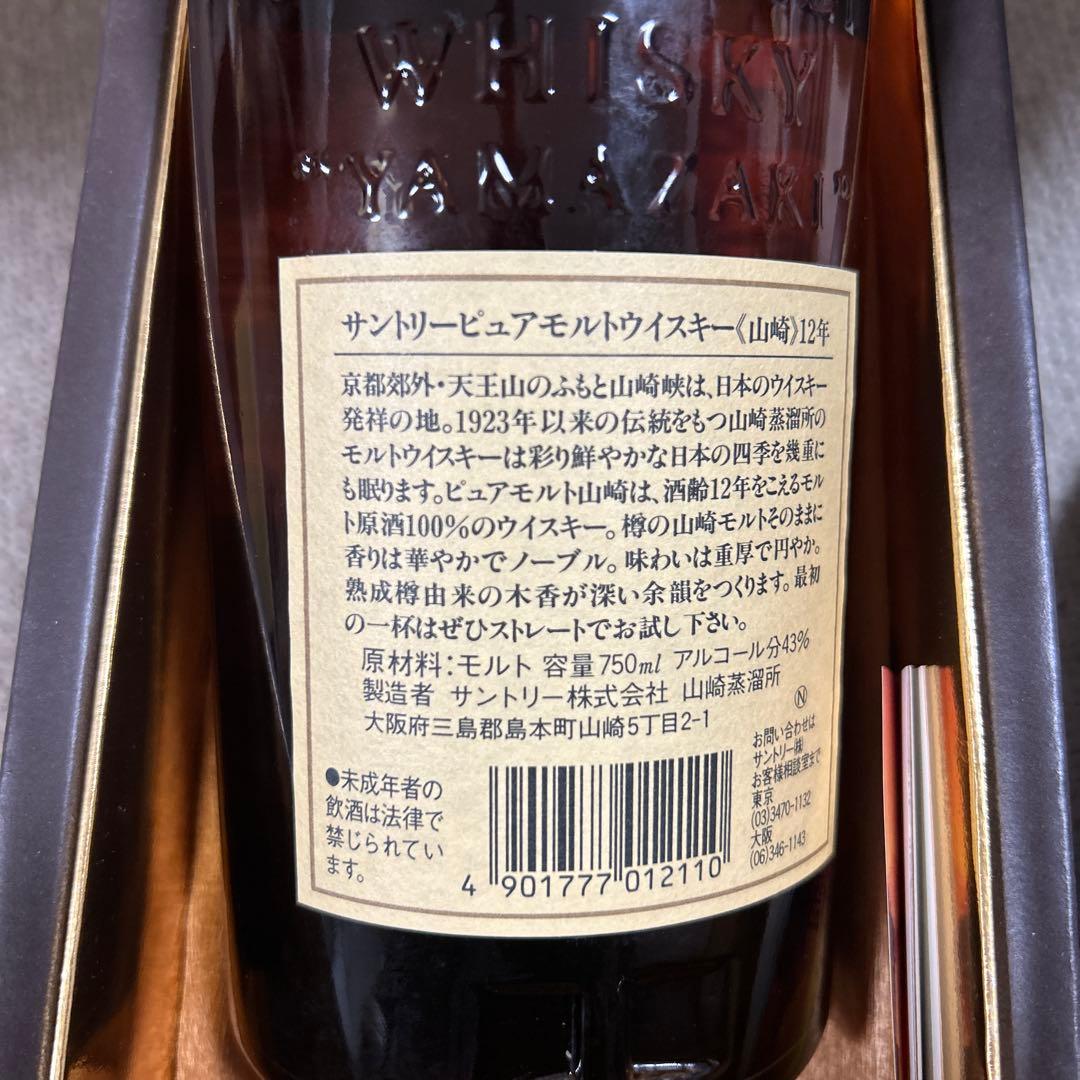 WHISKY
"YAMAZAKI"
サントリーピュアモルトウイスキー《山崎》12年
京都郊外・天王山のふもと山崎峡は、日本のウイスキー
発祥の地。1923年以来の伝統をもつ山崎蒸溜所の
モルトウイスキーは彩り鮮やかな日本の四季を幾重に
も眠ります。ピュアモルト山崎は、酒齢12年をこえるモル
ト原酒100%のウイスキー。樽の山崎モルトそのままに
香りは華やかでノーブル。味わいは重厚で円やか。
熟成樽由来の木香が深い余韻をつくります。最初
の一杯はぜひストレートでお試し下さい。
原材料:モルト 容量750ml アルコール分43%
製造者 サントリー株式会社 山崎蒸溜所
大阪府三島郡島本町山崎5丁目2-1
N
●未成年者の
飲酒は法律で
禁じられてい
ます。
4 901777 012110
お問い合わせは
サントリー㈱
お客様相談室まで
東京
(03)3470-1132
大阪
(06)346-1143